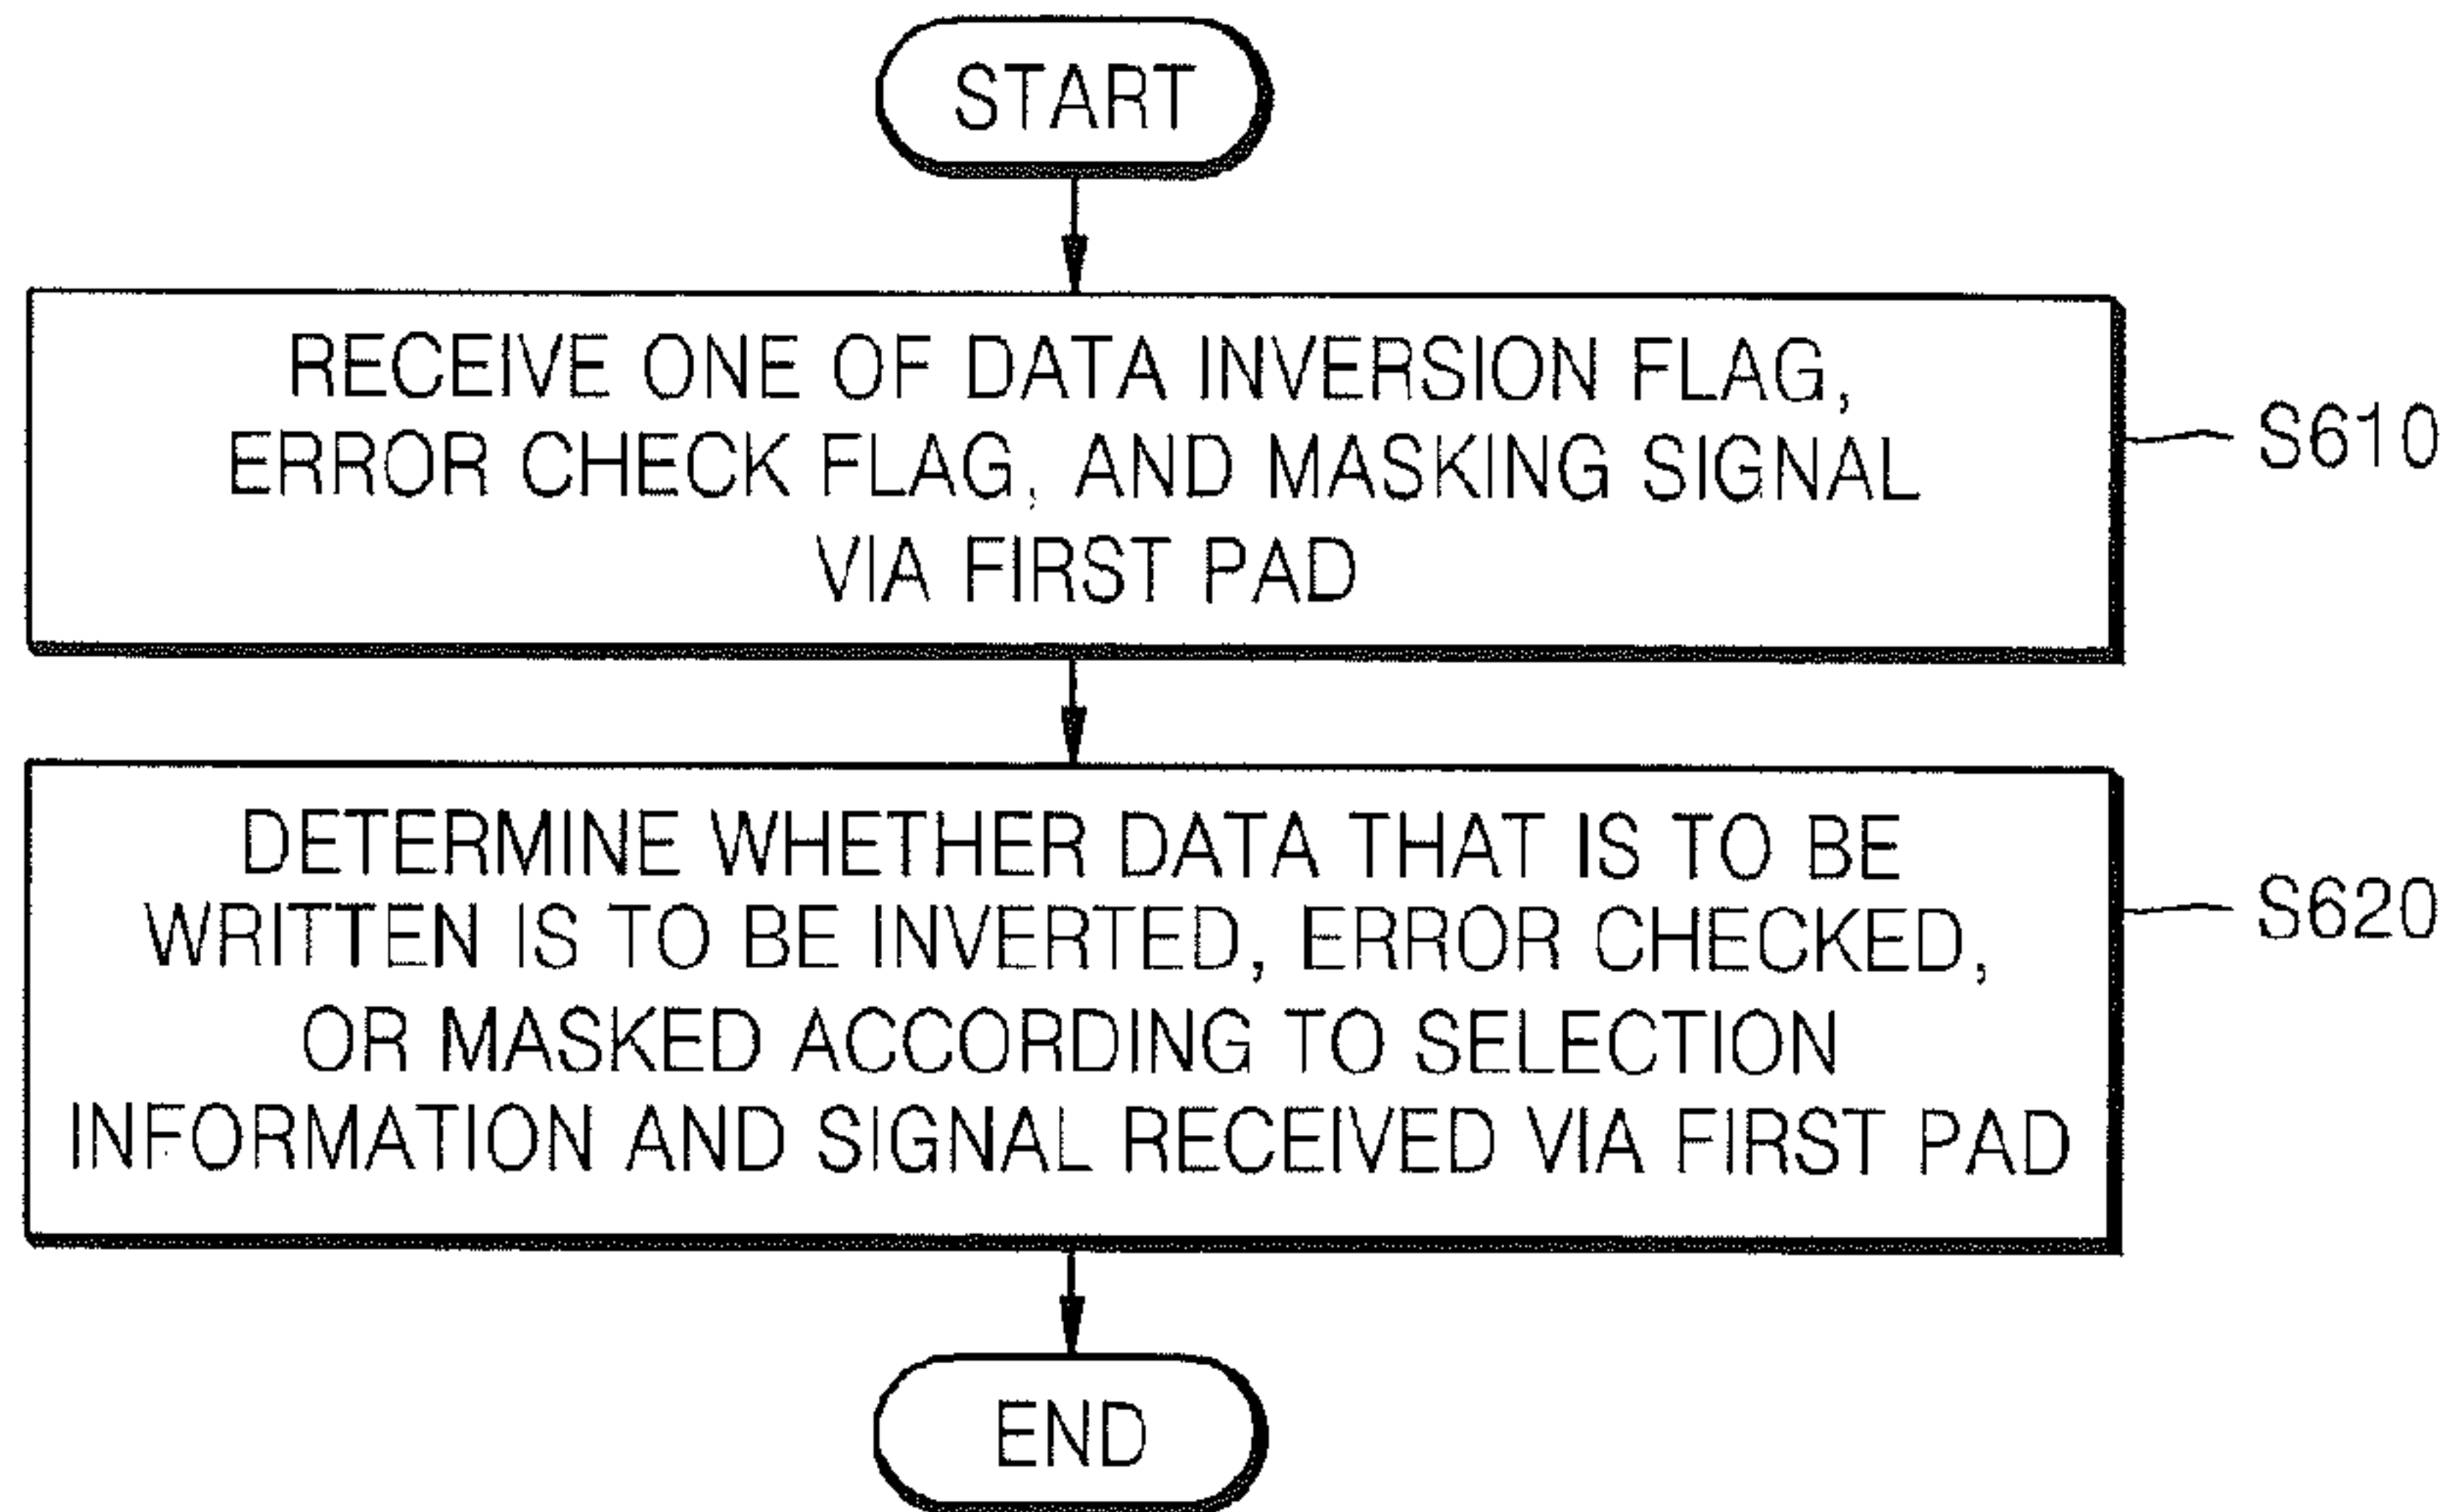 START
RECEIVE ONE OF DATA INVERSION FLAG,
ERROR CHECK FLAG, AND MASKING SIGNAL
VIA FIRST PAD
S610
DETERMINE WHETHER DATA THAT IS TO BE
WRITTEN IS TO BE INVERTED, ERROR CHECKED,
OR MASKED ACCORDING TO SELECTION
INFORMATION AND SIGNAL RECEIVED VIA FIRST PAD
S620
END